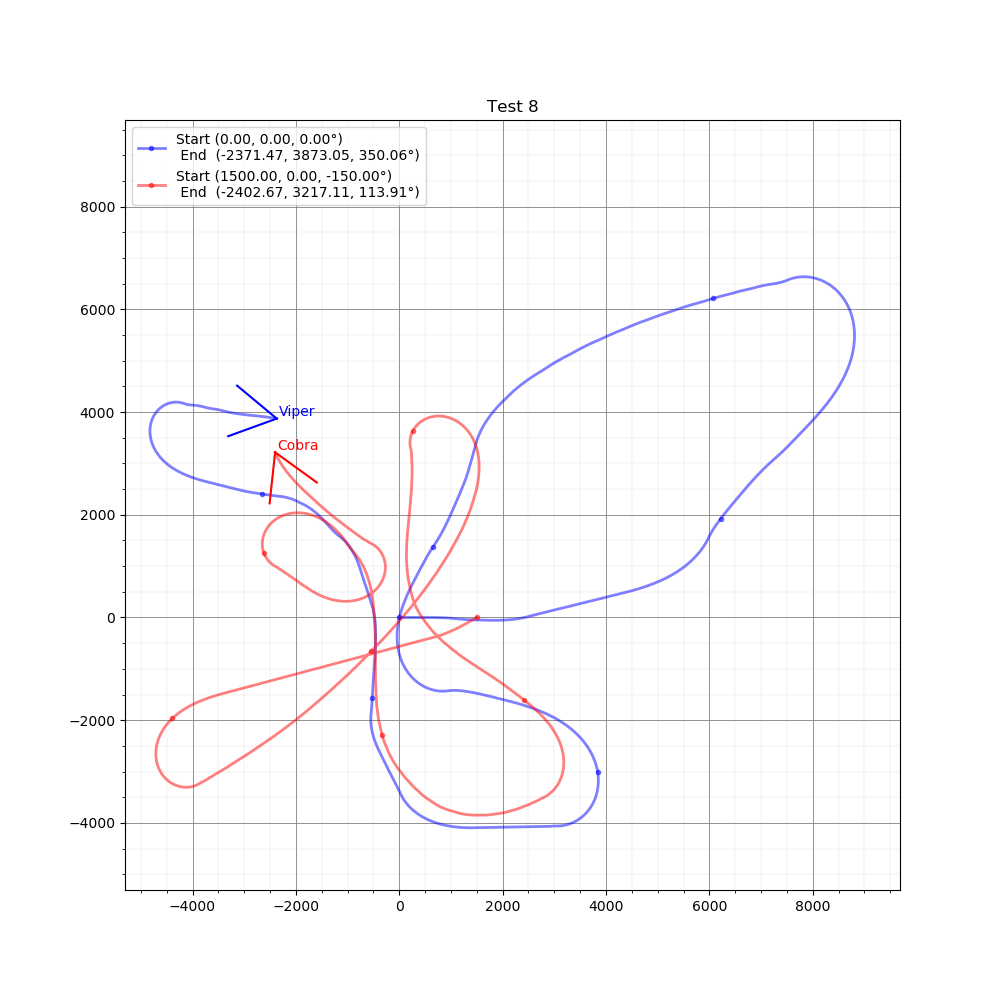 Test 8
Start (0.00, 0.00, 0.00°)
End  (-2371.47, 3873.05, 350.06°)
Start (1500.00, 0.00, -150.00°)
End  (-2402.67, 3217.11, 113.91°)
8000
6000
4000
2000
0
−2000
−4000
Viper
Cobra
−4000 −2000 0 2000 4000 6000 8000